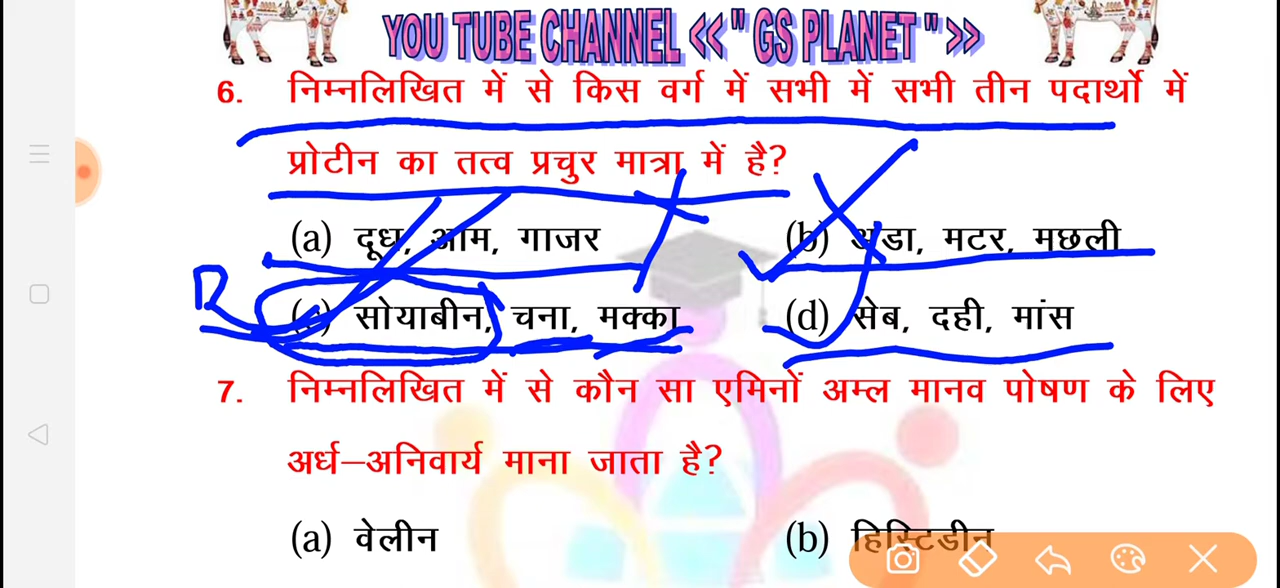 YOU TUBE CHANNEL <<" GS PLANET ">>
6. निम्नलिखित में से किस वर्ग में सभी में सभी तीन पदार्थो में
प्रोटीन का तत्व प्रचुर मात्रा में है?
(a) दूध, आम, गाजर (b) अंडा, मटर, मछली
(c) सोयाबीन, चना, मक्का (d) सेब, दही, मांस
7. निम्नलिखित में से कौन सा एमिनों अम्ल मानव पोषण के लिए
अर्ध–अनिवार्य माना जाता है?
(a) वेलीन (b) हिस्टिडीन